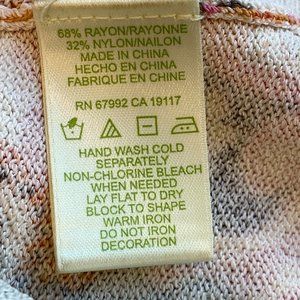 68% RAYON/RAYONNE
32% NYLON/NAILON
MADE IN CHINA
HECHO EN CHINA
FABRIQUE EN CHINE
RN 67992 CA 19117
HAND WASH COLD
SEPARATELY
NON-CHLORINE BLEACH
WHEN NEEDED
LAY FLAT TO DRY
BLOCK TO SHAPE
WARM IRON
DO NOT IRON
DECORATION